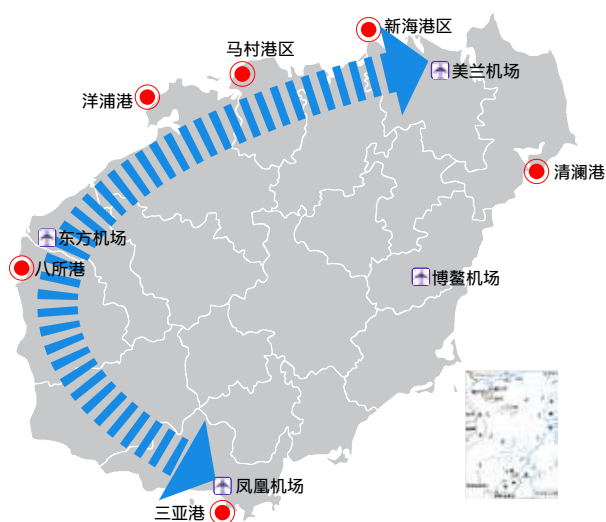 新海港区
马村港区
美兰机场
洋浦港
清澜港
东方机场
八所港
博鳌机场
凤凰机场
三亚港